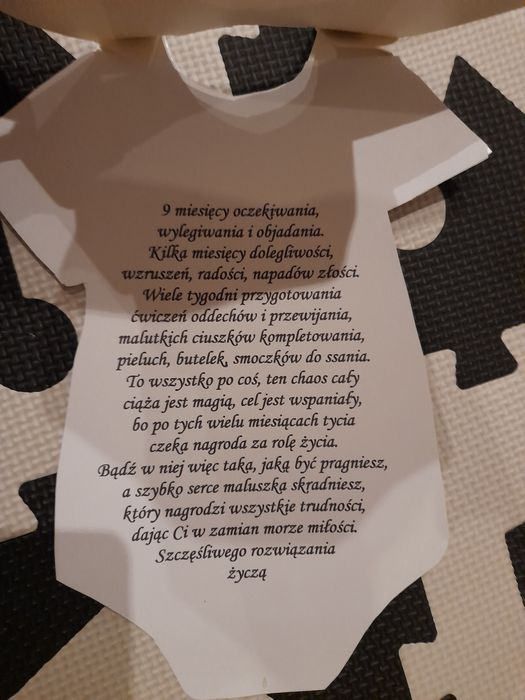 9 miesięcy oczekiwania,
wylegiwania i objadania.
Kilka miesięcy dolegliwości,
wzruszeń, radości, napadów złości.
Wiele tygodni przygotowania
ćwiczeń oddechów i przewijania,
malutkich ciuszków kompletowania,
pieluch, butelek, smoczków do ssania.
To wszystko po coś, ten chaos cały
ciąża jest magią, cel jest wspaniały,
bo po tych wielu miesiącach tycia
czeka nagroda za rolę życia.
Bądź w niej więc taka, jaką być pragniesz,
a szybko serce maluszka skradniesz,
który nagrodzi wszystkie trudności,
dając Ci w zamian morze miłości.
Szczęśliwego rozwiązania
życzą